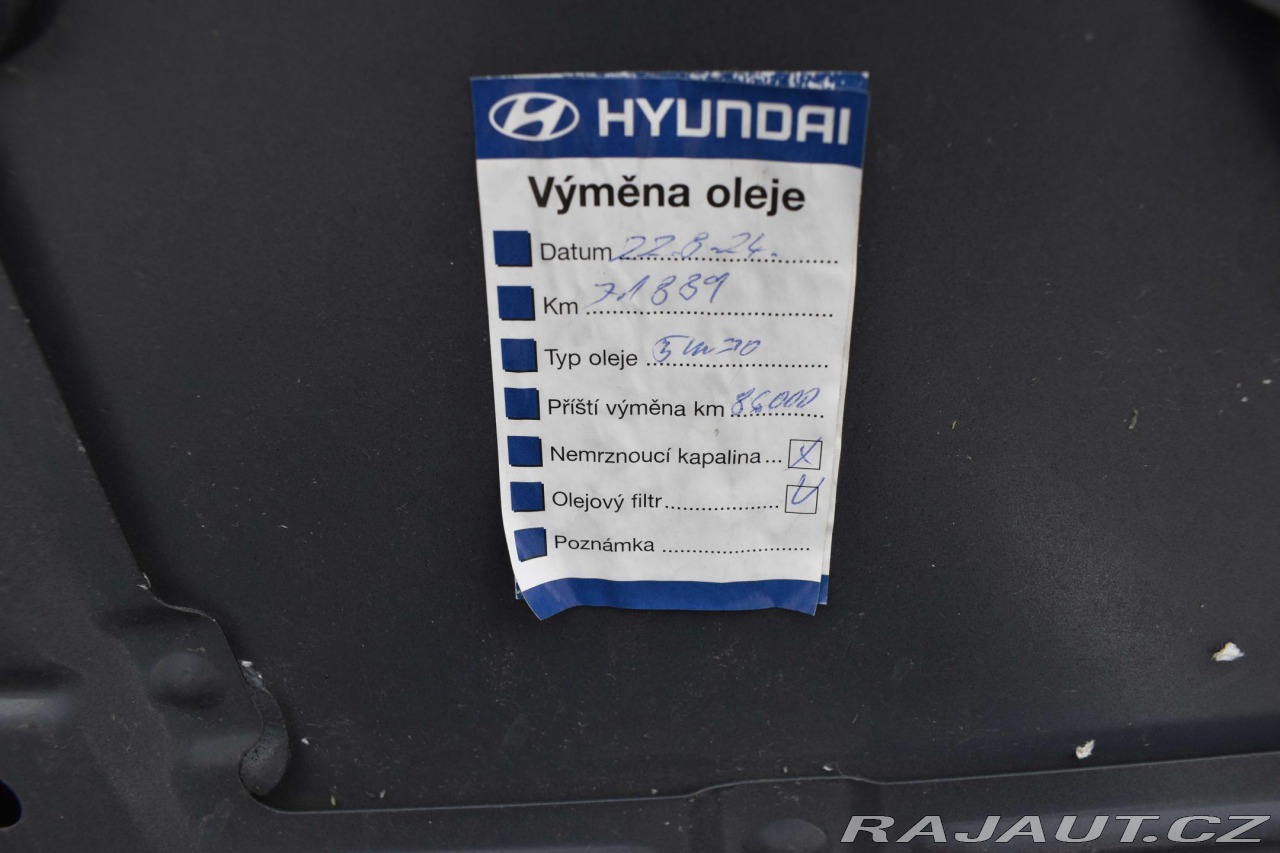 HYUNDAI
Výměna oleje
Datum 22.8.24.
Km 71889
Typ oleje 5W30
Příští výměna km 86000
Nemrznoucí kapalina... X
Olejový filtr
Poznámka
RAJAUT.CZ